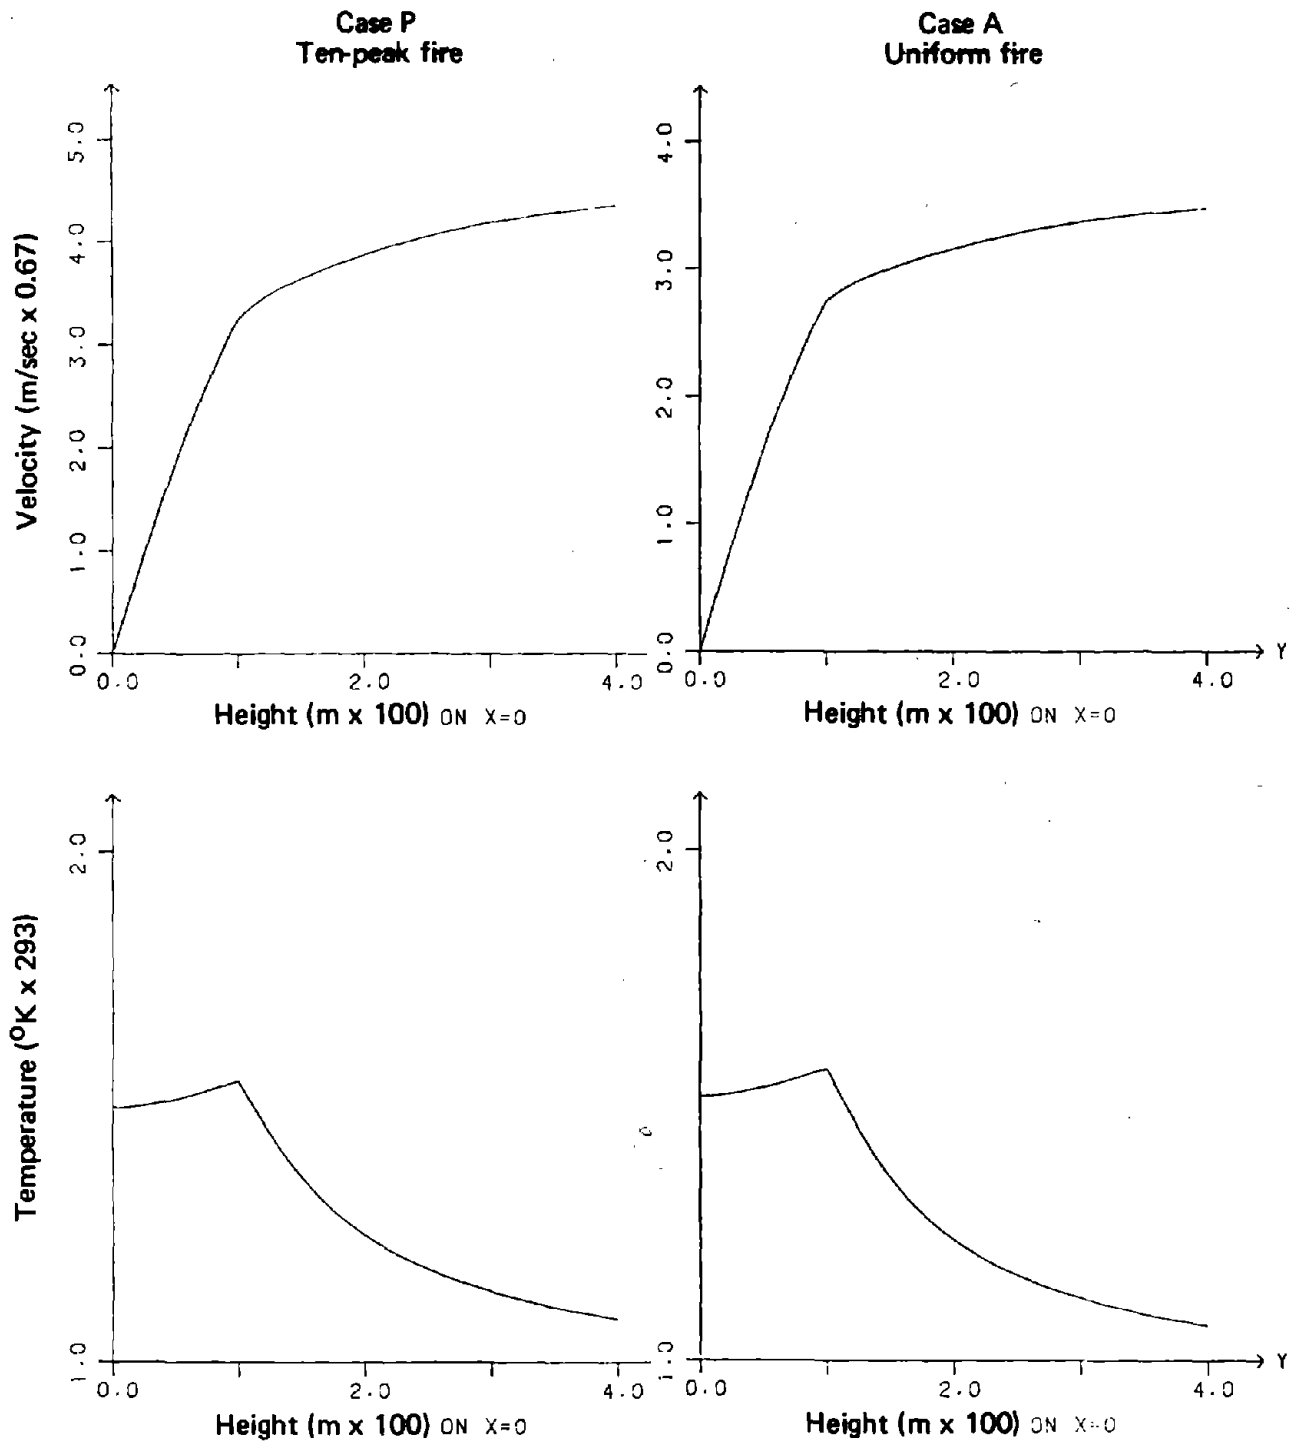 Case P
Ten-peak fire
Case A
Uniform fire
Velocity (m/sec x 0.67)
5.0
4.0
3.0
2.0
1.0
0.0
0.0 2.0 4.0
Height (m x 100) ON X=0
4.0
3.0
2.0
1.0
0.0
0.0 2.0 4.0
Y
Height (m x 100) ON X=0
Temperature (°K x 293)
2.0
1.0
0.0 2.0 4.0
Height (m x 100) ON X=0
2.0
1.0
0.0 2.0 4.0
Y
Height (m x 100) ON X=0